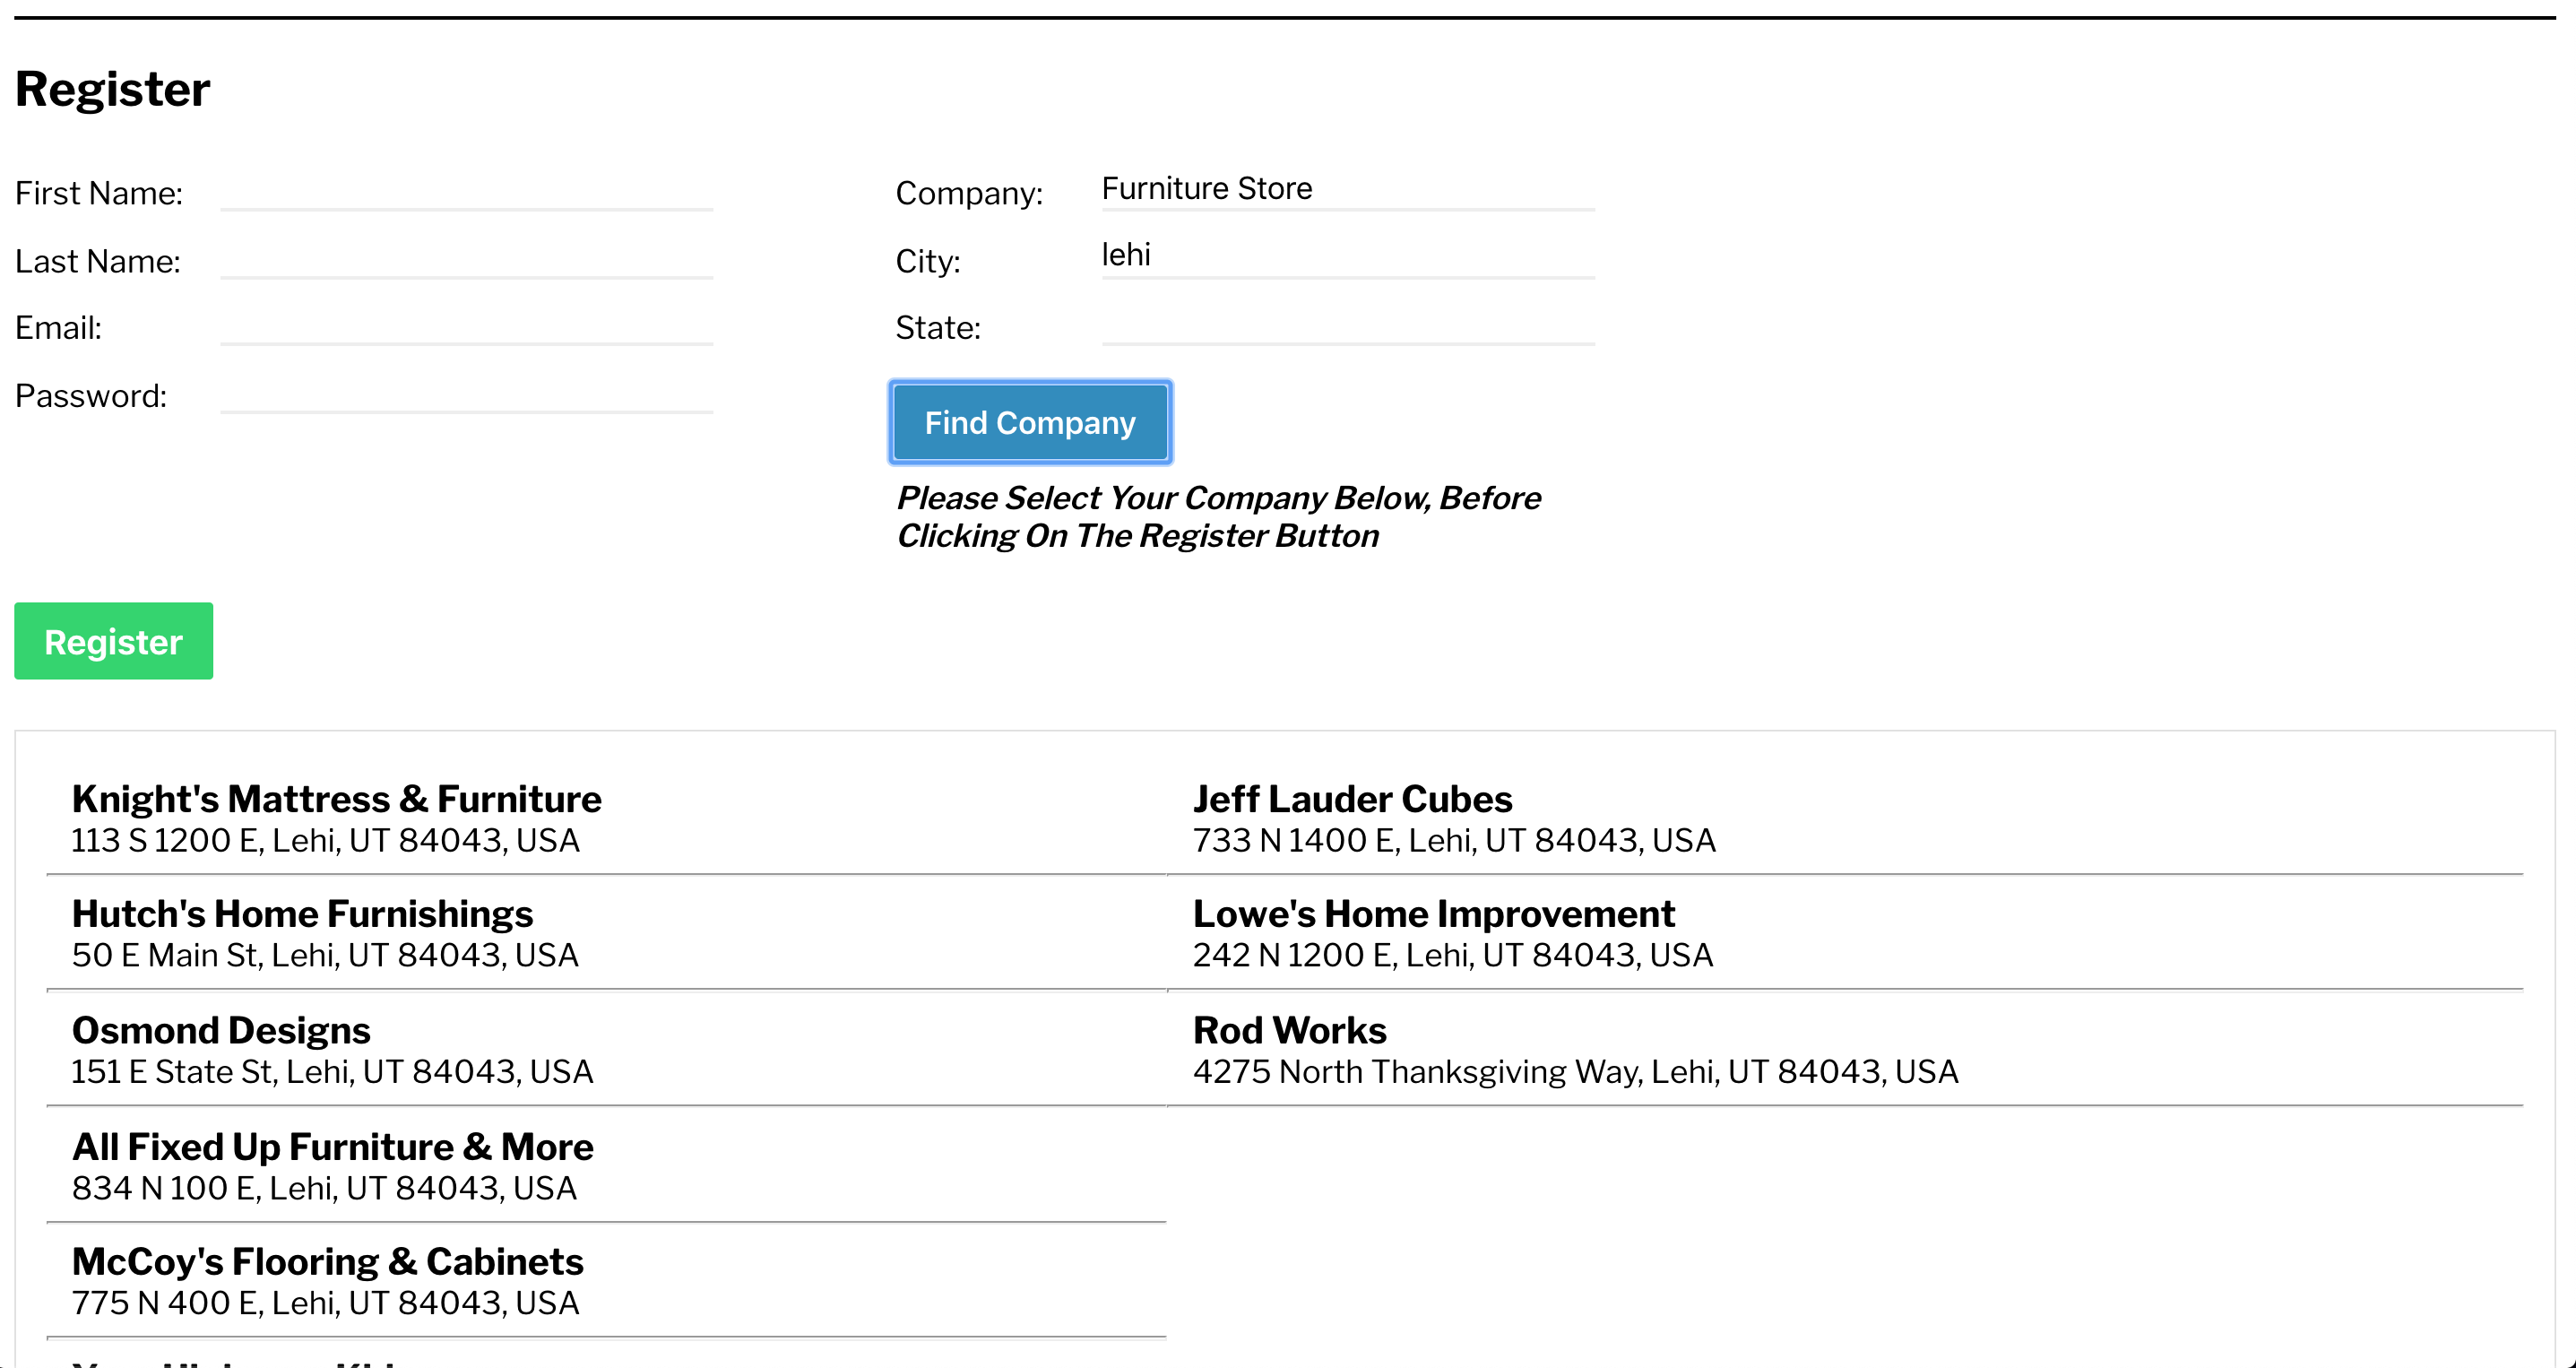 Register
First Name:
Last Name:
Email:
Password:
Company: Furniture Store
City: lehi
State:
Find Company
Please Select Your Company Below, Before
Clicking On The Register Button
Register
Knight's Mattress & Furniture
113 S 1200 E, Lehi, UT 84043, USA
Hutch's Home Furnishings
50 E Main St, Lehi, UT 84043, USA
Osmond Designs
151 E State St, Lehi, UT 84043, USA
All Fixed Up Furniture & More
834 N 100 E, Lehi, UT 84043, USA
McCoy's Flooring & Cabinets
775 N 400 E, Lehi, UT 84043, USA
Jeff Lauder Cubes
733 N 1400 E, Lehi, UT 84043, USA
Lowe's Home Improvement
242 N 1200 E, Lehi, UT 84043, USA
Rod Works
4275 North Thanksgiving Way, Lehi, UT 84043, USA